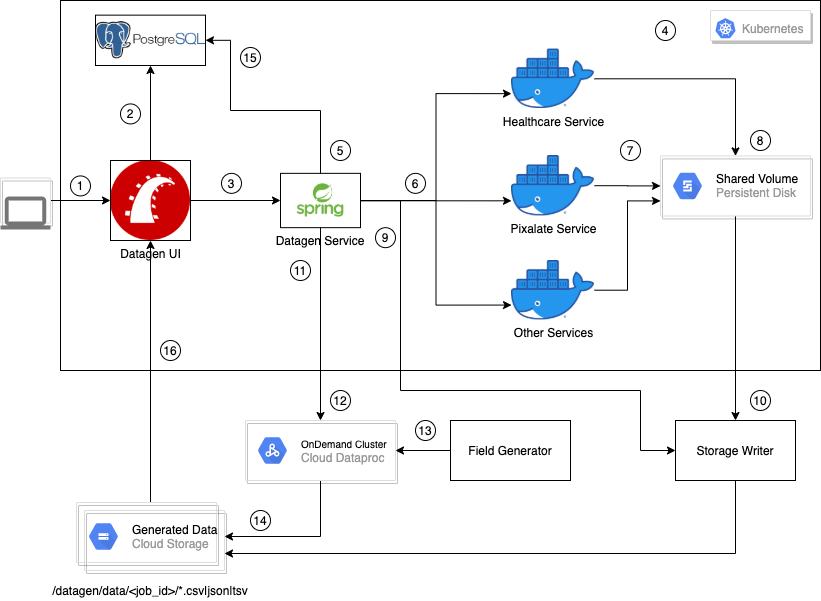 4
Kubernetes
PostgreSQL
15
2
Healthcare Service
5
7
8
1
3
6
Shared Volume
Persistent Disk
spring
Pixalate Service
9
Datagen UI
Datagen Service
11
Other Services
16
12
10
13
OnDemand Cluster
Cloud Dataproc
Field Generator
Storage Writer
14
Generated Data
Cloud Storage
/datagen/data/<job_id>/*.csv|json|tsv